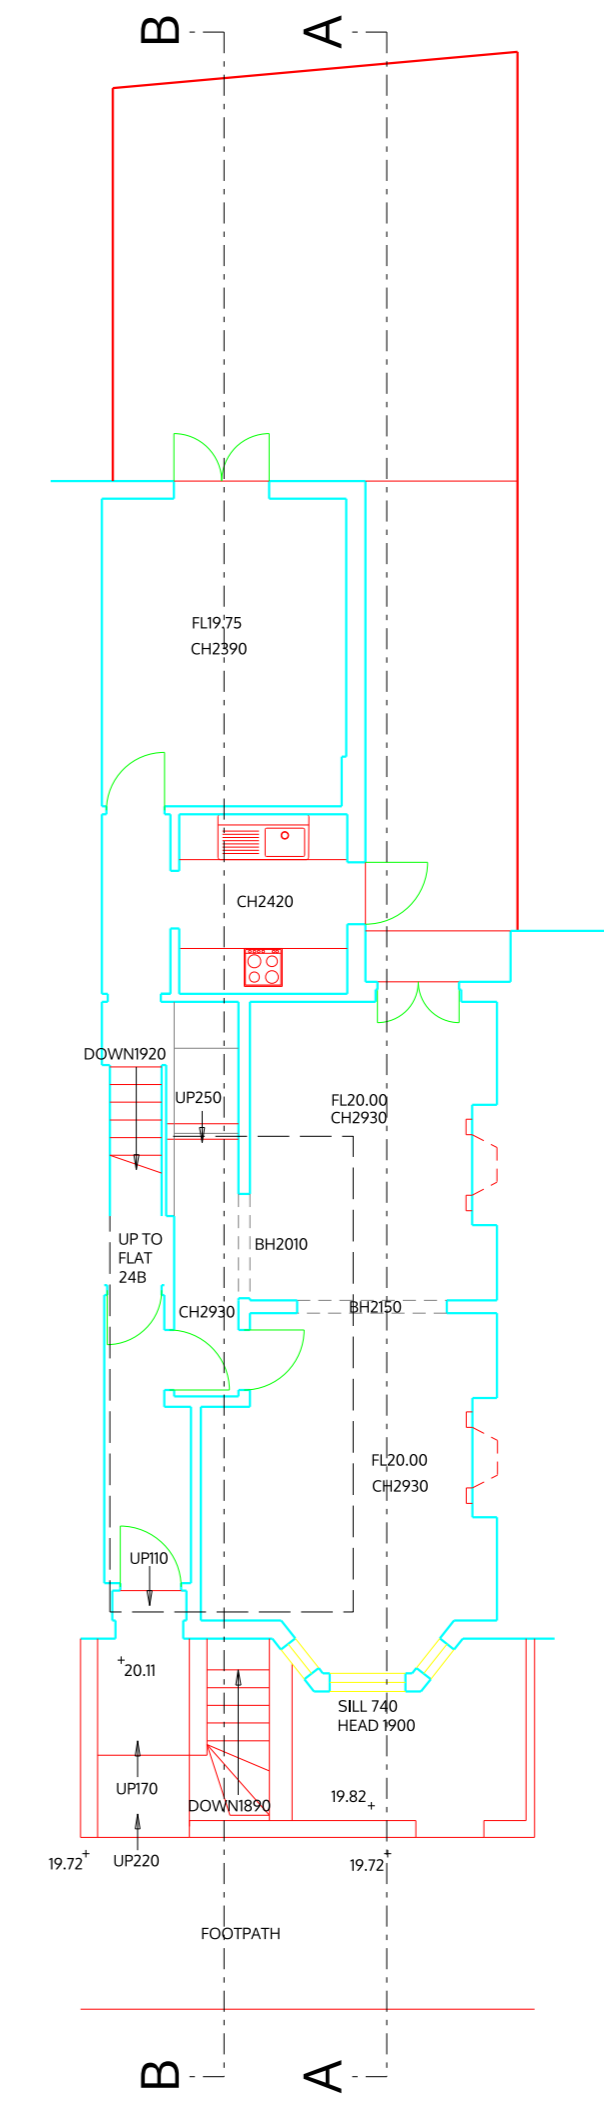 B
A
FL19.75
CH2390
CH2420
DOWN1920
UP250
FL20.00
CH2930
UP TO
FLAT
24B
BH2010
CH2930
BH2150
FL20.00
CH2930
UP110
20.11
SILL 740
HEAD 1900
UP170
DOWN1890
19.82
19.72
UP220
19.72
FOOTPATH
B
A